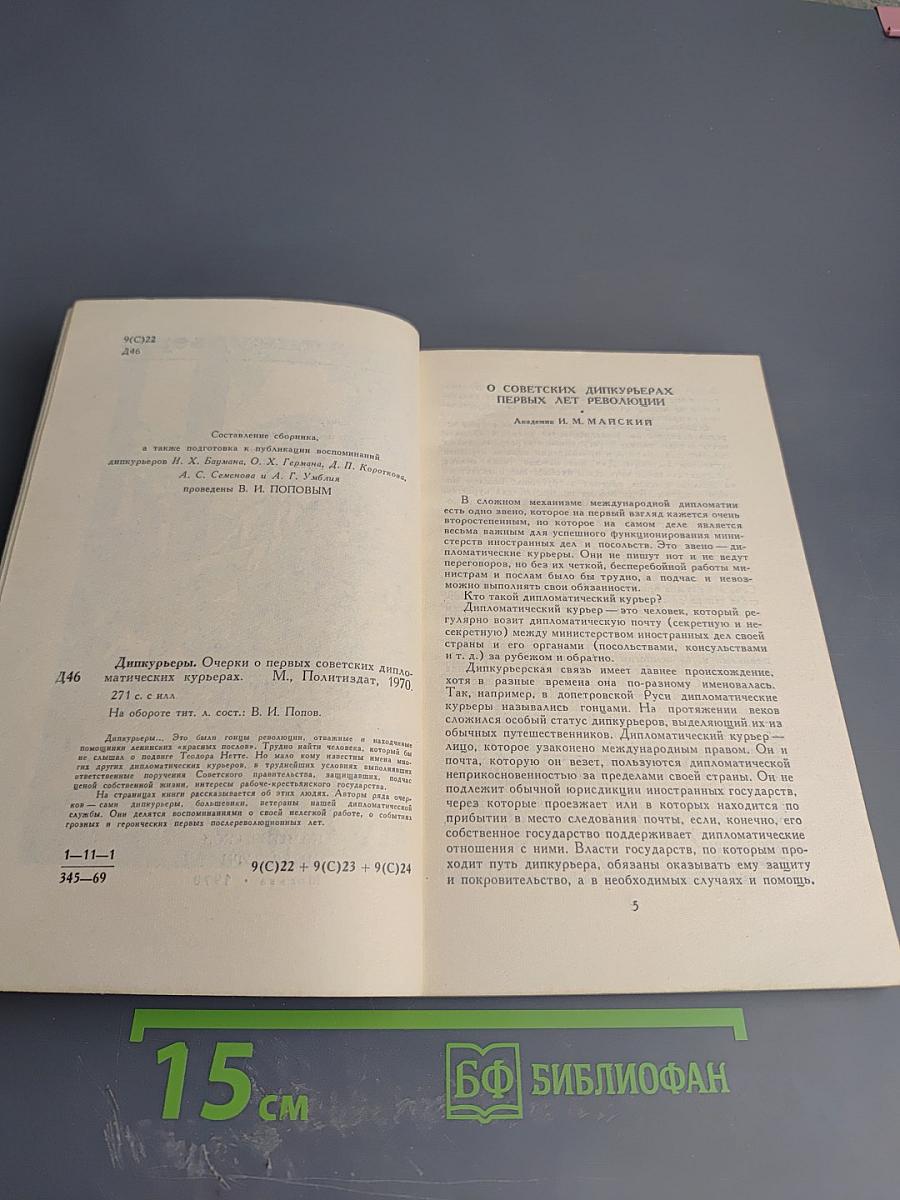 9(С)22
Д46
Составление сборника,
а также подготовка к публикации воспоминаний
дипкурьеров И. Х. Баумана, О. Х. Германа, Д. П. Короткова,
А. С. Семенова и А. Г. Умблия
проведены В. И. ПОПОВЫМ
Дипкурьеры. Очерки о первых советских дипло-
Д46 матических курьерах. М., Политиздат, 1970.
271 с. с илл.
На обороте тит. л. сост.: В. И. Попов.
Дипкурьеры... Это были гонцы революции, отважные и находчивые
помощники ленинских «красных послов». Трудно найти человека, который бы
не слышал о подвиге Теодора Нетте. Но мало кому известны имена мно-
гих других дипломатических курьеров, в труднейших условиях выполнявших
ответственные поручения Советского правительства, защищавших, подчас
ценой собственной жизни, интересы рабоче-крестьянского государства.
На страницах книги рассказывается об этих людях. Авторы ряда очер-
ков — сами дипкурьеры, большевики, ветераны нашей дипломатической
службы. Они делятся воспоминаниями о своей нелегкой работе, о событиях
грозных и героических первых послереволюционных лет.
1—11—1
345—69
9(С)22 + 9(С)23 + 9(С)24
О СОВЕТСКИХ ДИПКУРЬЕРАХ
ПЕРВЫХ ЛЕТ РЕВОЛЮЦИИ
Академик И. М. МАЙСКИЙ
В сложном механизме международной дипломатии
есть одно звено, которое на первый взгляд кажется очень
второстепенным, но которое на самом деле является
весьма важным для успешного функционирования мини-
стерств иностранных дел и посольств. Это звено — ди-
пломатические курьеры. Они не пишут нот и не ведут
переговоров, но без их четкой, бесперебойной работы ми-
нистрам и послам было бы трудно, а подчас и невоз-
можно выполнять свои обязанности.
Кто такой дипломатический курьер?
Дипломатический курьер — это человек, который ре-
гулярно возит дипломатическую почту (секретную и не-
секретную) между министерством иностранных дел своей
страны и его органами (посольствами, консульствами
и т. д.) за рубежом и обратно.
Дипкурьерская связь имеет давнее происхождение,
хотя в разные времена она по-разному именовалась.
Так, например, в допетровской Руси дипломатические
курьеры назывались гонцами. На протяжении веков
сложился особый статус дипкурьеров, выделяющий их из
обычных путешественников. Дипломатический курьер —
лицо, которое узаконено международным правом. Он и
почта, которую он везет, пользуются дипломатической
неприкосновенностью за пределами своей страны. Он не
подлежит обычной юрисдикции иностранных государств,
через которые проезжает или в которых находится по
прибытии в место следования почты, если, конечно, его
собственное государство поддерживает дипломатические
отношения с ними. Власти государств, по которым про-
ходит путь дипкурьера, обязаны оказывать ему защиту
и покровительство, а в необходимых случаях и помощь.
5
15 см
БФ БИБЛИОФАН